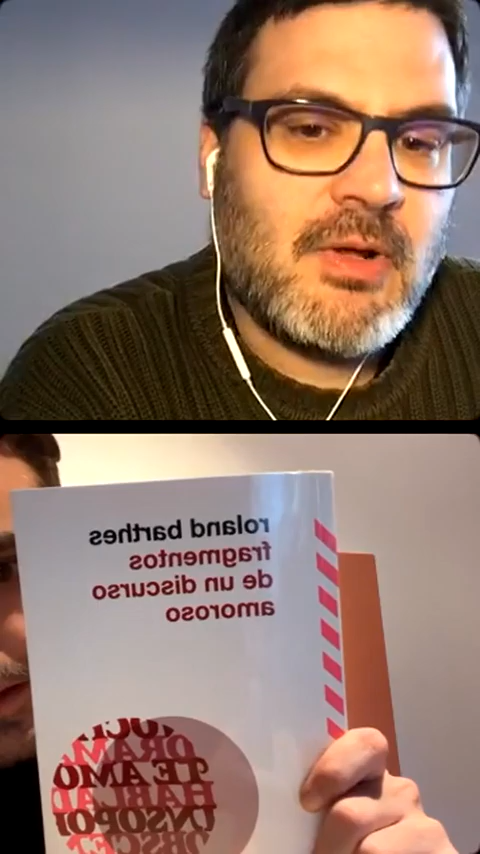 roland barthes
fragmentos
de un discurso
amoroso
TE AMO